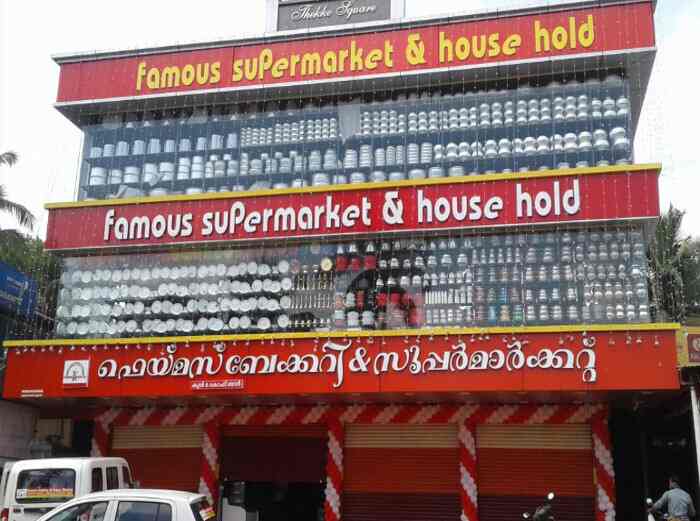 Thekke Square
famous suPermarket & house hold
famous suPermarket & house hold
ഫെയ്മസ് ബേക്കറി & സൂപ്പർമാർക്കറ്റ്
കൂൾ & കോഫീ ബാർ